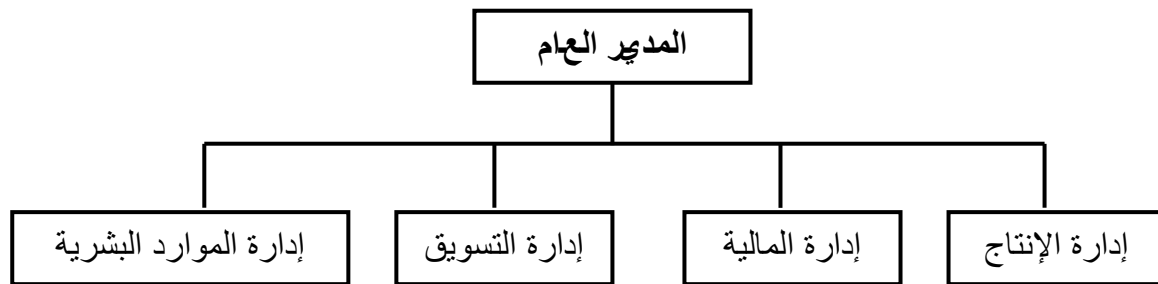 المدير العام
إدارة الإنتاج
إدارة المالية
إدارة التسويق
إدارة الموارد البشرية